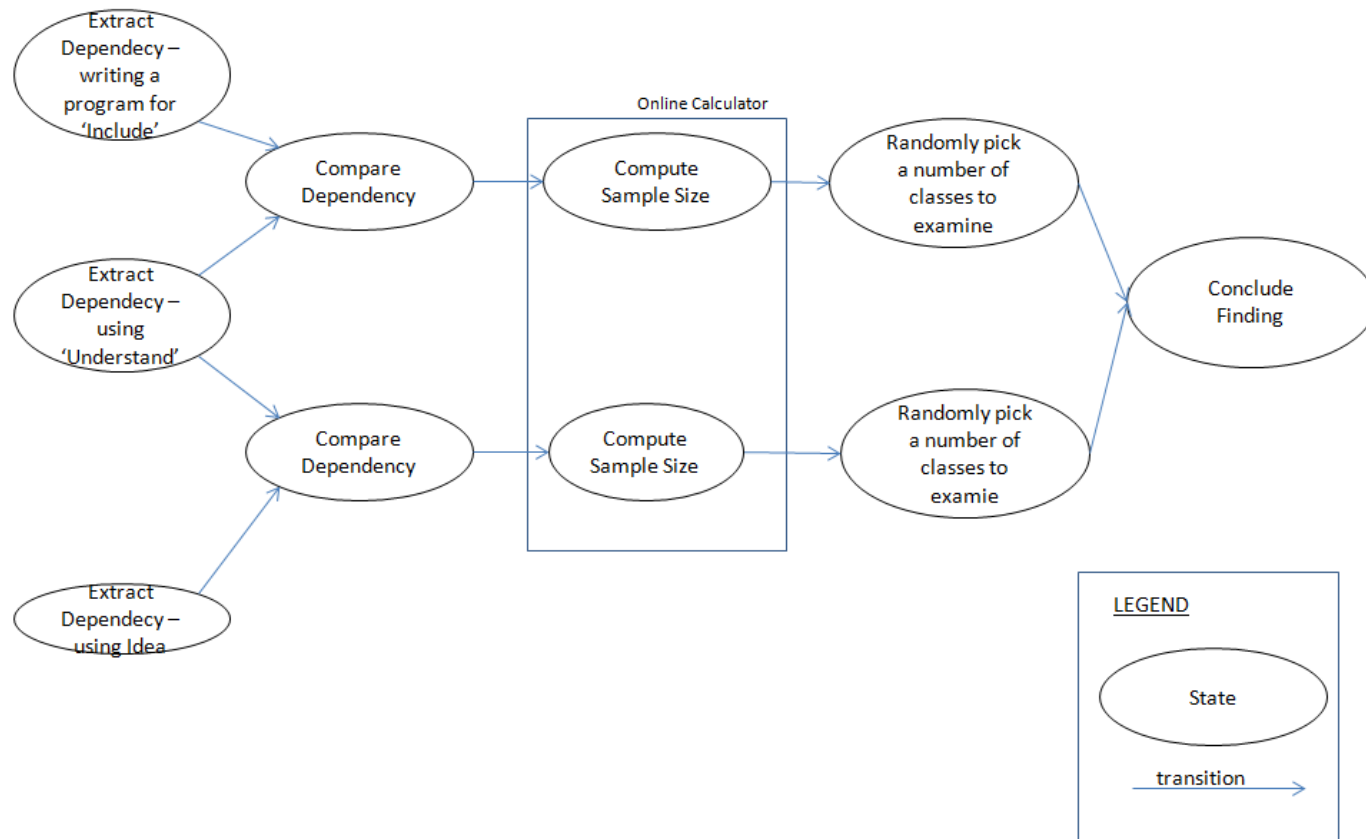 Extract
Dependecy –
writing a
program for
‘Include’
Online Calculator
Compare
Dependency
Compute
Sample Size
Randomly pick
a number of
classes to
examine
Extract
Dependecy –
using
‘Understand’
Conclude
Finding
Compare
Dependency
Compute
Sample Size
Randomly pick
a number of
classes to
examie
Extract
Dependecy –
using Idea
LEGEND
State
transition